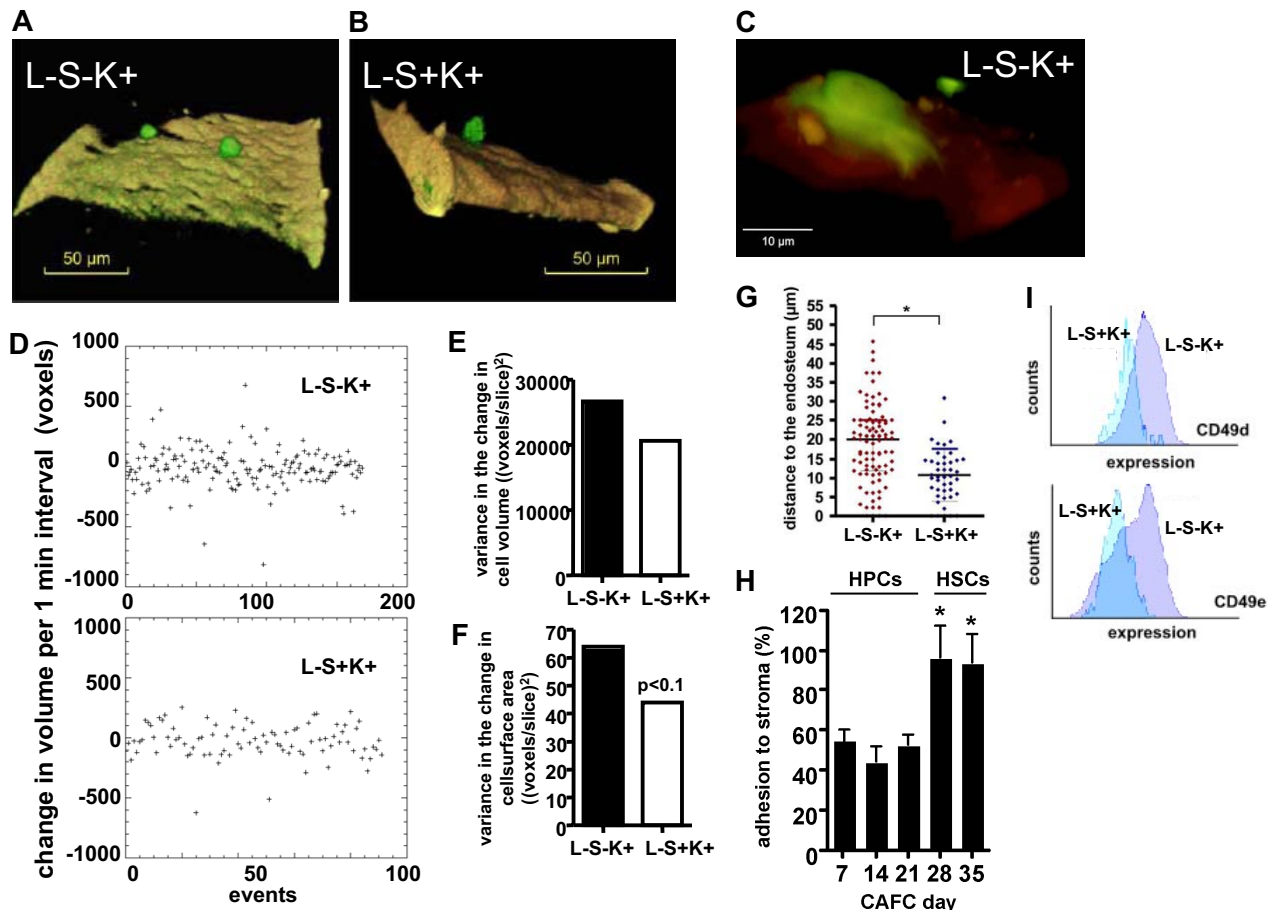 A
L-S-K+
50 µm
B
L-S+K+
50 µm
C
L-S-K+
10 µm
D
change in volume per 1 min interval (voxels)
1000
500
0
-500
-1000
L-S-K+
0 100 200
1000
500
0
-500
-1000
L-S+K+
0 50 100
events
E
variance in the change in
cell volume ((voxels/slice)²)
30000
20000
10000
0
L-S-K+ L-S+K+
F
variance in the change in
cellsurface area
((voxels/slice)²)
70
60
50
40
30
20
10
0
p<0.1
L-S-K+ L-S+K+
G
distance to the endosteum (µm)
55
50
45
40
35
30
25
20
15
10
5
0
*
L-S-K+ L-S+K+
H
HPCs HSCs
adhesion to stroma (%)
120
100
80
60
40
20
0
* *
7 14 21 28 35
CAFC day
I
counts
L-S+K+ L-S-K+
CD49d
expression
counts
L-S+K+ L-S-K+
CD49e
expression